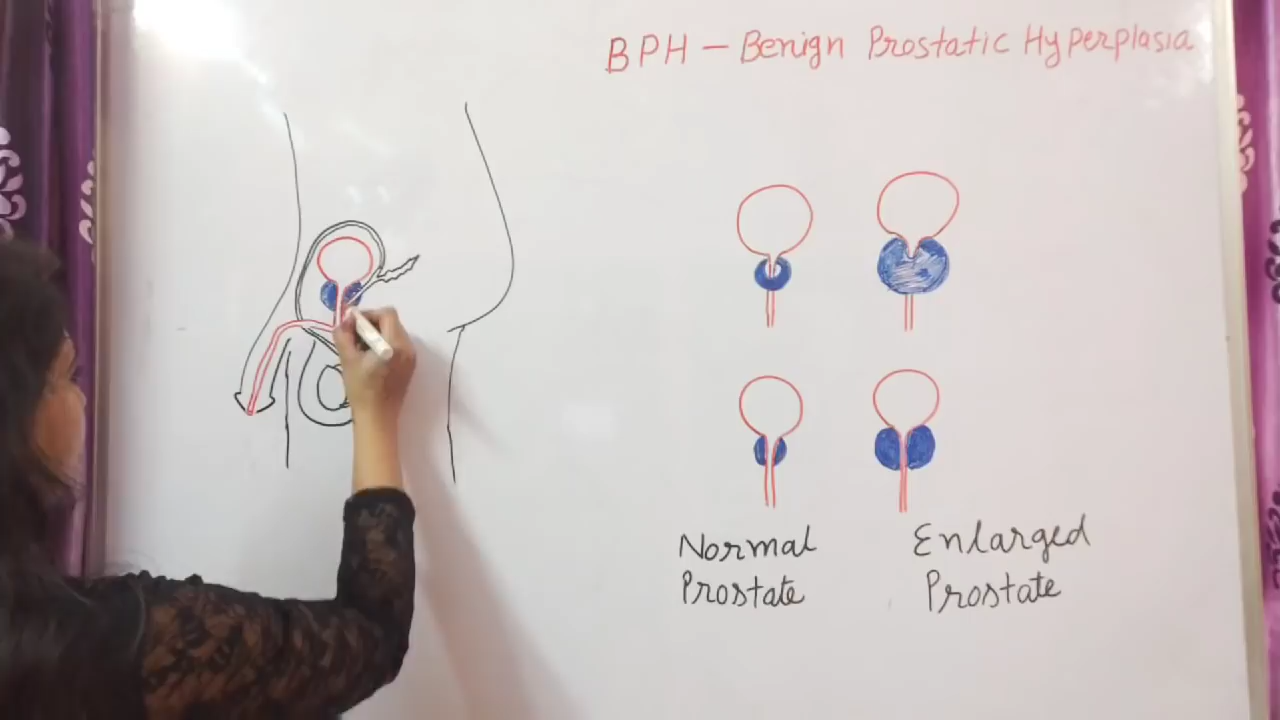 BPH – Benign Prostatic Hyperplasia
Normal
Prostate
Enlarged
Prostate